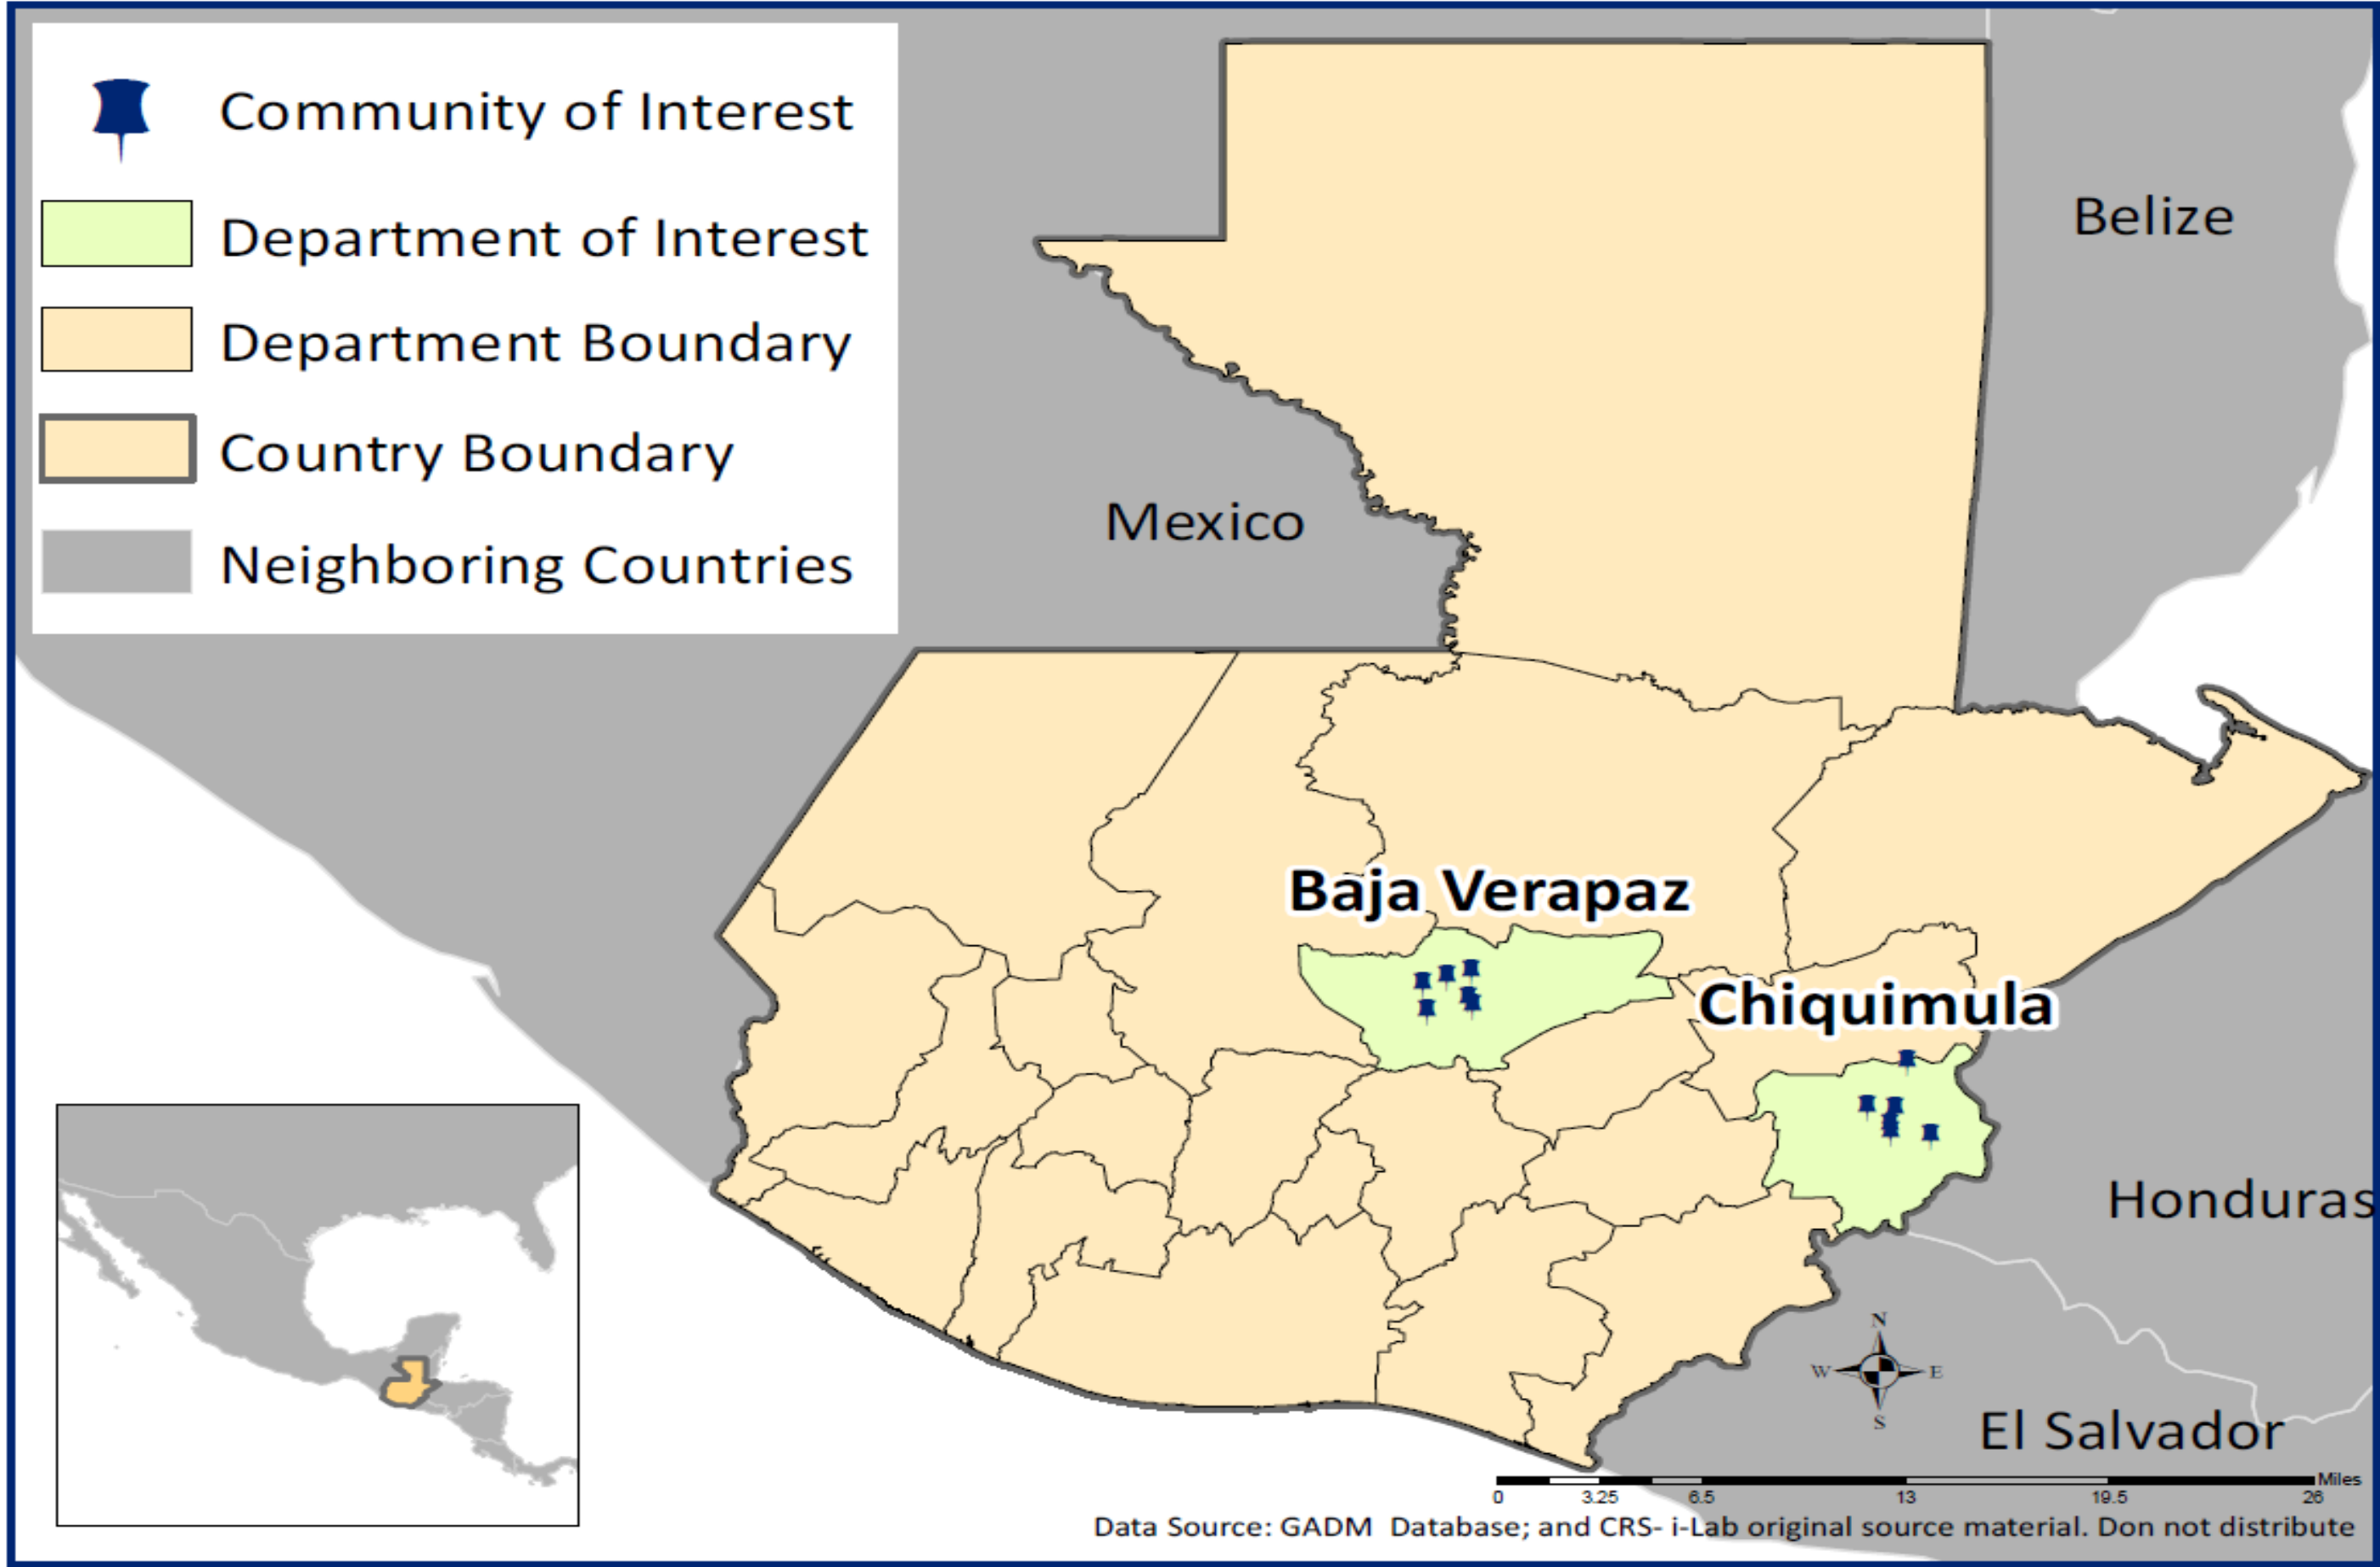 Community of Interest
Department of Interest
Department Boundary
Country Boundary
Neighboring Countries
Belize
Mexico
Baja Verapaz
Chiquimula
Honduras
N
W E
S
El Salvador
Miles
0 3.25 6.5 13 19.5 26
Data Source: GADM Database; and CRS- i-Lab original source material. Don not distribute